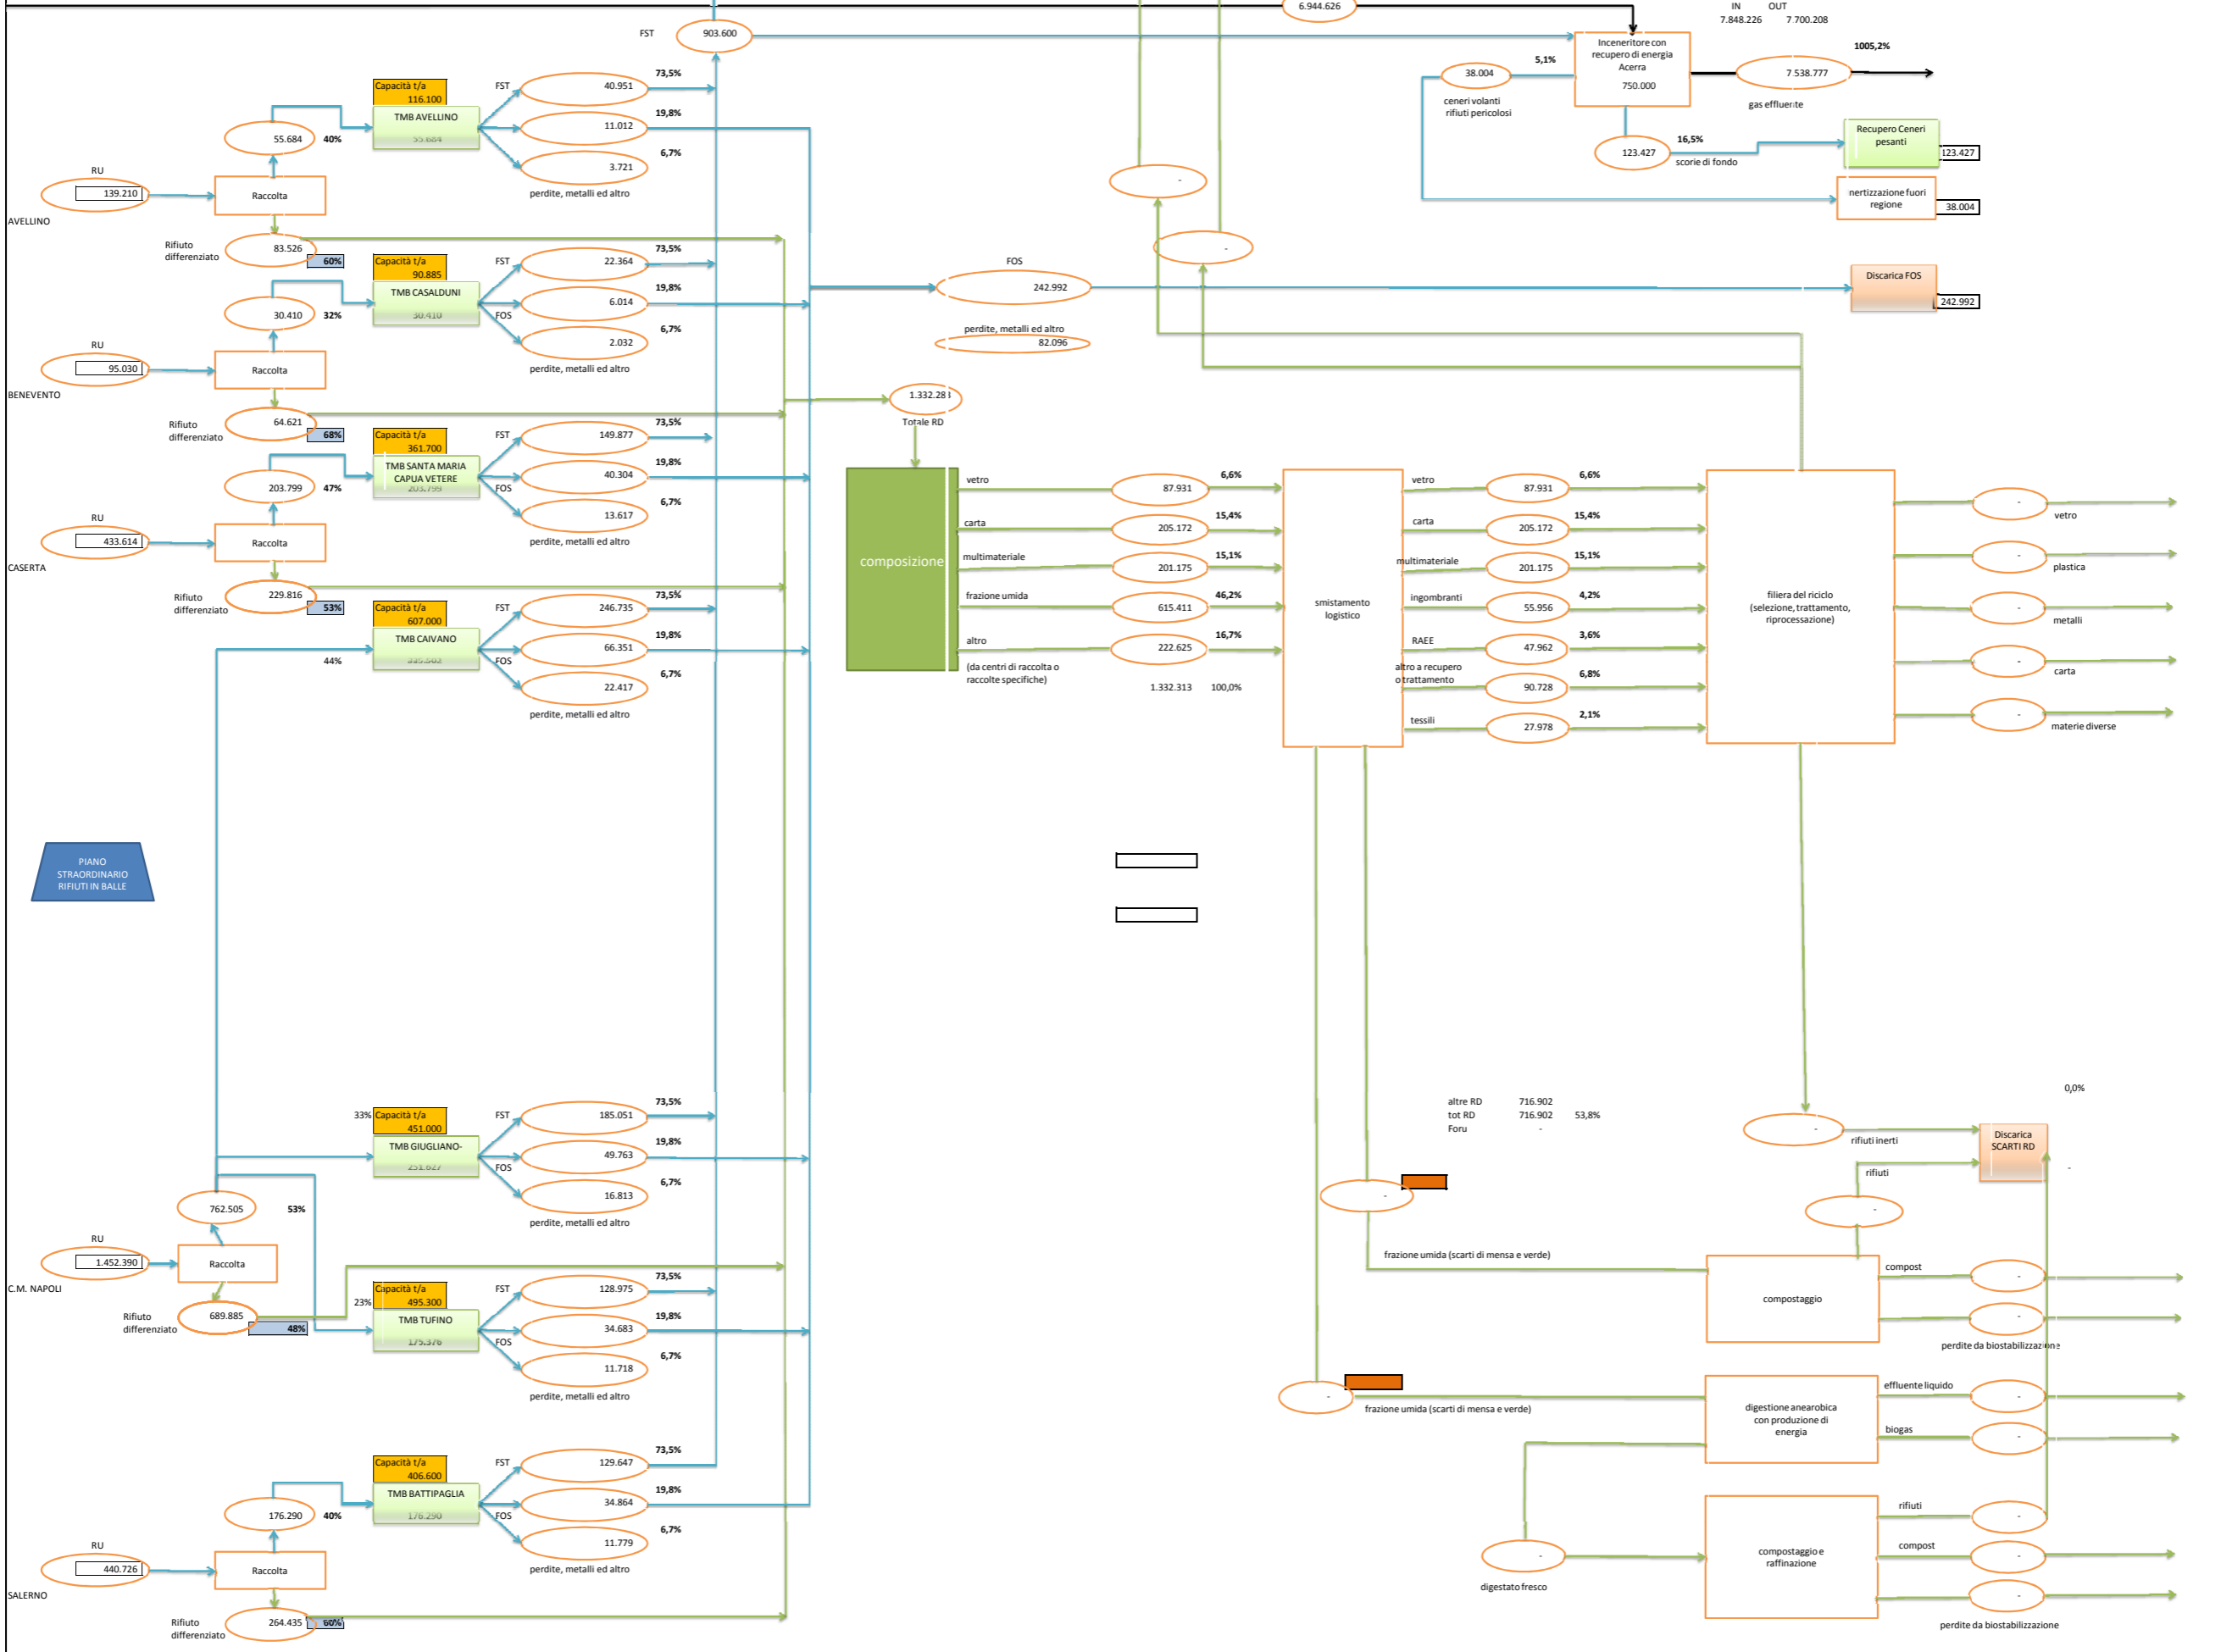 6.944.626
IN OUT
7.848.226 7.700.208
FST
903.600
Inceneritore con
recupero di energia
Acerra
750.000
5,1%
38.004
ceneri volanti
rifiuti pericolosi
1005,2%
7.538.777
gas effluente
16,5%
123.427
scorie di fondo
Recupero Ceneri
pesanti
123.427
nertizzazione fuori
regione
38.004
Capacità t/a
116.100
TMB AVELLINO
55.684
FST
40.951
73,5%
11.012
19,8%
3.721
6,7%
perdite, metalli ed altro
55.684
40%
RU
139.210
Raccolta
AVELLINO
Rifiuto
differenziato
83.526
60%
Capacità t/a
90.885
TMB CASALDUNI
30.410
FST
22.364
73,5%
6.014
19,8%
FOS
2.032
6,7%
perdite, metalli ed altro
30.410
32%
RU
95.030
Raccolta
BENEVENTO
Rifiuto
differenziato
64.621
68%
FOS
242.992
Discarica FOS
242.992
perdite, metalli ed altro
82.096
1.332.283
Totale RD
Capacità t/a
361.700
TMB SANTA MARIA
CAPUA VETERE
203.799
FST
149.877
73,5%
40.304
19,8%
FOS
13.617
6,7%
perdite, metalli ed altro
203.799
47%
RU
433.614
Raccolta
CASERTA
Rifiuto
differenziato
229.816
53%
Capacità t/a
607.000
TMB CAIVANO
44%
FST
246.735
73,5%
66.351
19,8%
FOS
22.417
6,7%
perdite, metalli ed altro
composizione
vetro
87.931
6,6%
carta
205.172
15,4%
multimateriale
201.175
15,1%
frazione umida
615.411
46,2%
altro
222.625
16,7%
(da centri di raccolta o
raccolte specifiche)
1.332.313 100,0%
smistamento
logistico
vetro
87.931
6,6%
carta
205.172
15,4%
multimateriale
201.175
15,1%
ingombranti
55.956
4,2%
RAEE
47.962
3,6%
altro a recupero
o trattamento
90.728
6,8%
tessili
27.978
2,1%
filiera del riciclo
(selezione, trattamento,
riprocessazione)
-
vetro
-
plastica
-
metalli
-
carta
-
materie diverse
PIANO
STRAORDINARIO
RIFIUTI IN BALLE
33%
Capacità t/a
451.000
TMB GIUGLIANO-
251.627
FST
185.051
73,5%
49.763
19,8%
FOS
16.813
6,7%
perdite, metalli ed altro
762.505
53%
RU
1.452.390
Raccolta
C.M. NAPOLI
Rifiuto
differenziato
689.885
48%
23%
Capacità t/a
495.300
TMB TUFINO
175.376
FST
128.975
73,5%
34.683
19,8%
FOS
11.718
6,7%
perdite, metalli ed altro
Capacità t/a
406.600
TMB BATTIPAGLIA
176.290
FST
129.647
73,5%
34.864
19,8%
FOS
11.779
6,7%
perdite, metalli ed altro
176.290
40%
RU
440.726
Raccolta
SALERNO
Rifiuto
differenziato
264.435
60%
altre RD 716.902
tot RD 716.902 53,8%
Foru -
0,0%
-
rifiuti inerti
Discarica
SCARTI RD
-
rifiuti
-
-
frazione umida (scarti di mensa e verde)
compostaggio
compost
-
-
perdite da biostabilizzazione
-
frazione umida (scarti di mensa e verde)
digestione anearobica
con produzione di
energia
effluente liquido
-
biogas
-
-
digestato fresco
compostaggio e
raffinazione
rifiuti
-
compost
-
-
perdite da biostabilizzazione